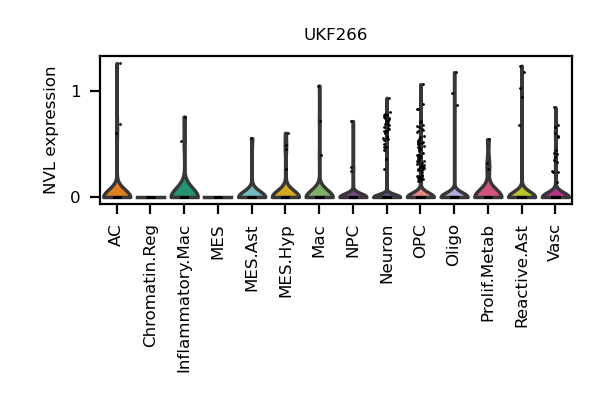 UKF266
NVL expression
1
0
AC
Chromatin.Reg
Inflammatory.Mac
MES
MES.Ast
MES.Hyp
Mac
NPC
Neuron
OPC
Oligo
Prolif.Metab
Reactive.Ast
Vasc